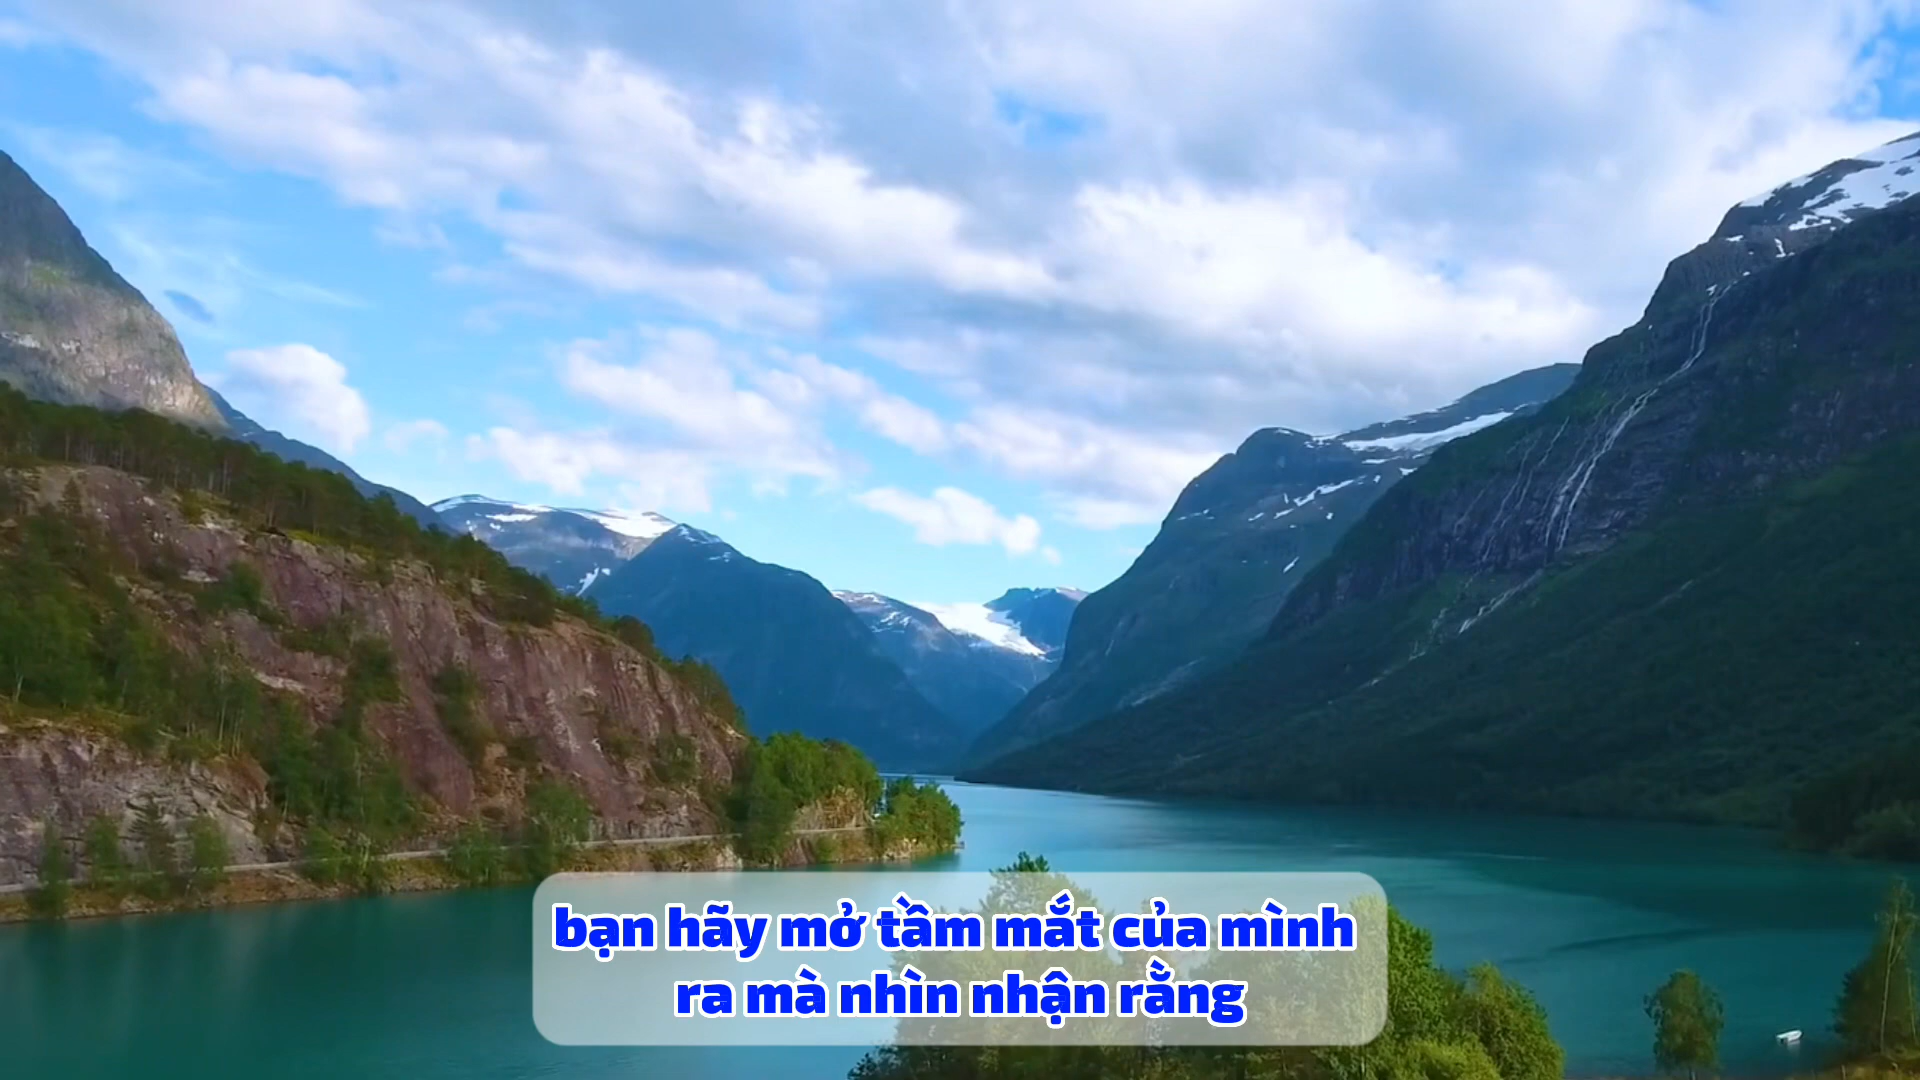 bạn hãy mở tầm mắt của mình
ra mà nhìn nhận rằng